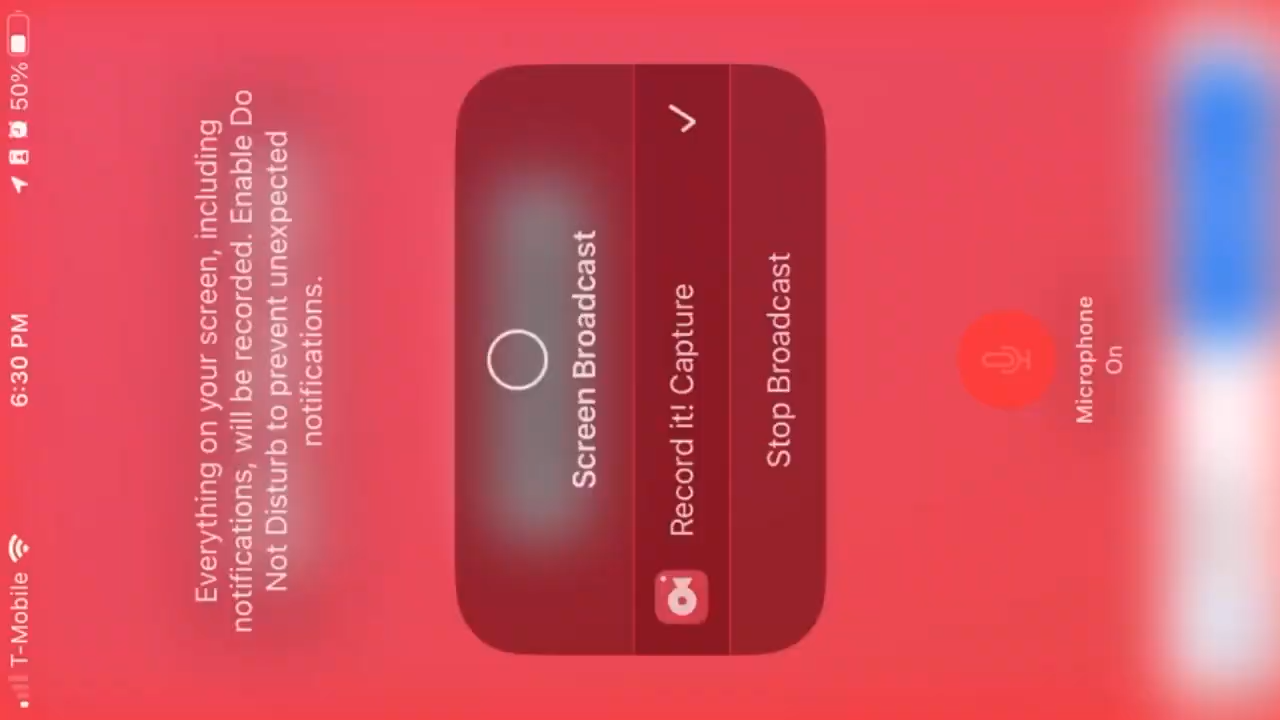 T-Mobile 6:30 PM 50%
Everything on your screen, including
notifications, will be recorded. Enable Do
Not Disturb to prevent unexpected
notifications.
Screen Broadcast
Record it! Capture
Stop Broadcast
Microphone
On